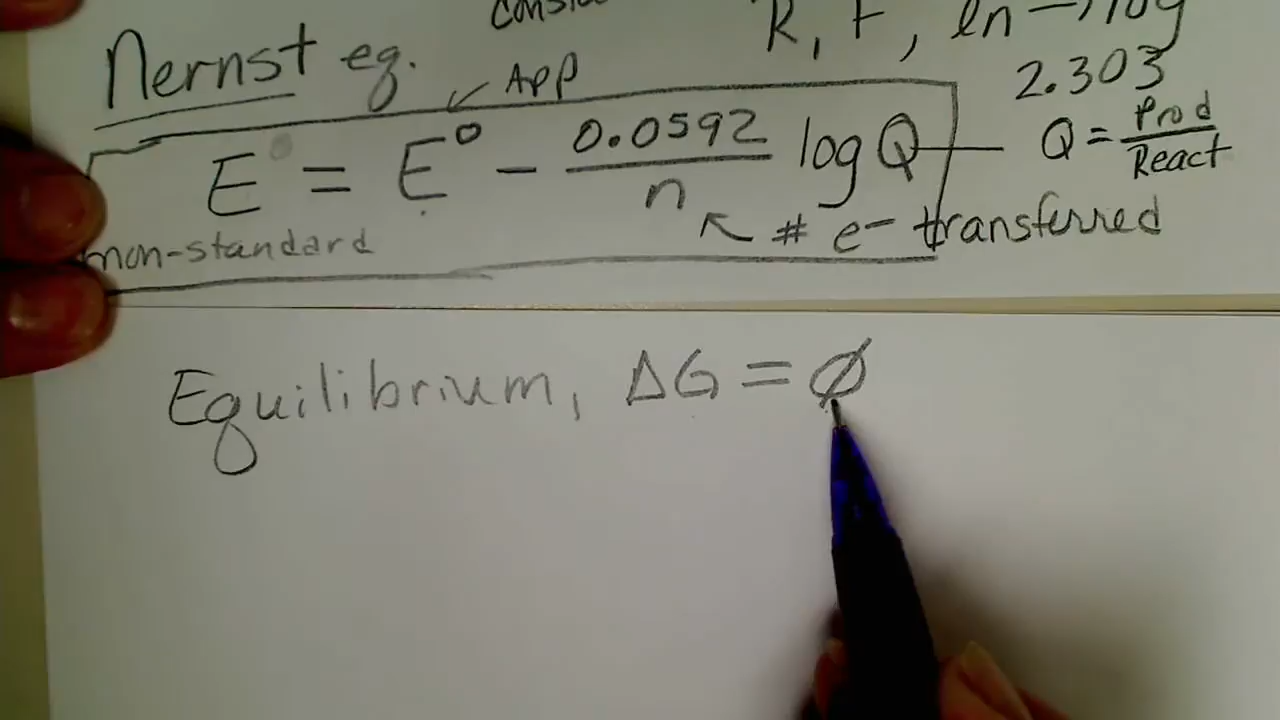 R, T, ln → log
Nernst eq.
APP
2.303
E = E° - 0.0592/n log Q
Q = Prod/React
# e- transferred
non-standard
Equilibrium, ΔG = Ø